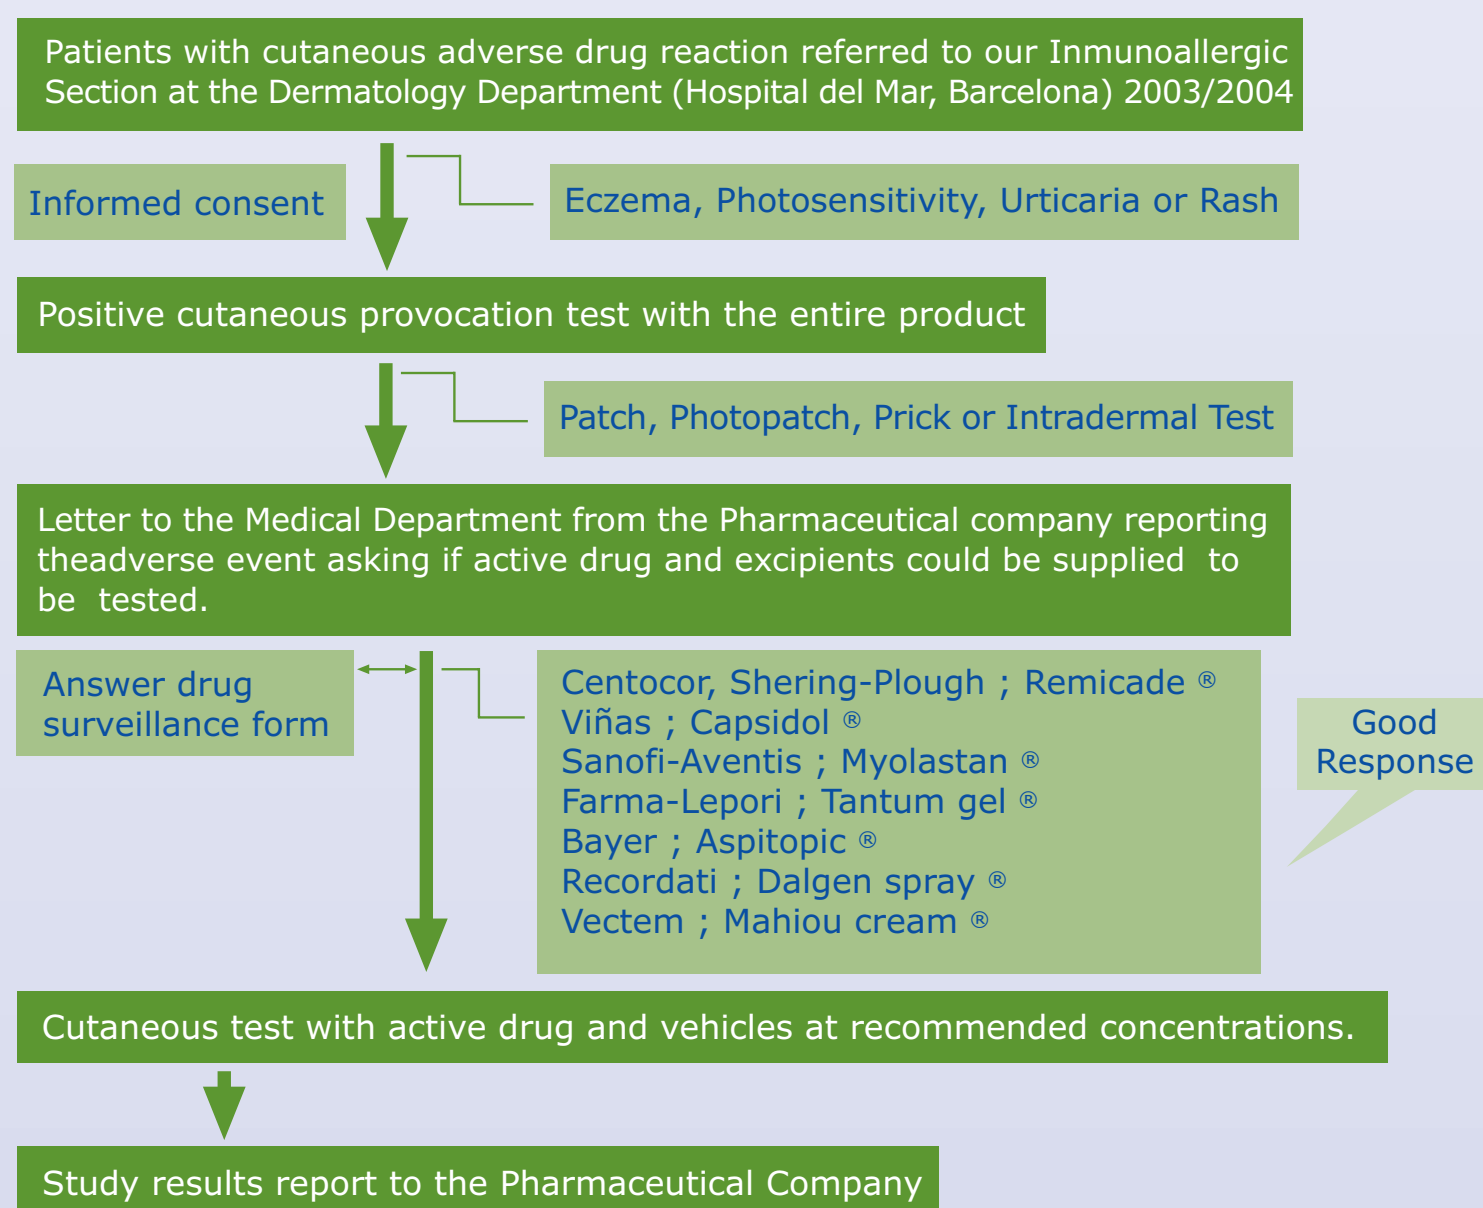 Patients with cutaneous adverse drug reaction referred to our Inmunoallergic
Section at the Dermatology Department (Hospital del Mar, Barcelona) 2003/2004
Informed consent
Eczema, Photosensitivity, Urticaria or Rash
Positive cutaneous provocation test with the entire product
Patch, Photopatch, Prick or Intradermal Test
Letter to the Medical Department from the Pharmaceutical company reporting
theadverse event asking if active drug and excipients could be supplied  to
be  tested.
Answer drug
surveillance form
Centocor, Shering-Plough ; Remicade ®
Viñas ; Capsidol ®
Sanofi-Aventis ; Myolastan ®
Farma-Lepori ; Tantum gel ®
Bayer ; Aspitopic ®
Recordati ; Dalgen spray ®
Vectem ; Mahiou cream ®
Good
Response
Cutaneous test with active drug and vehicles at recommended concentrations.
Study results report to the Pharmaceutical Company